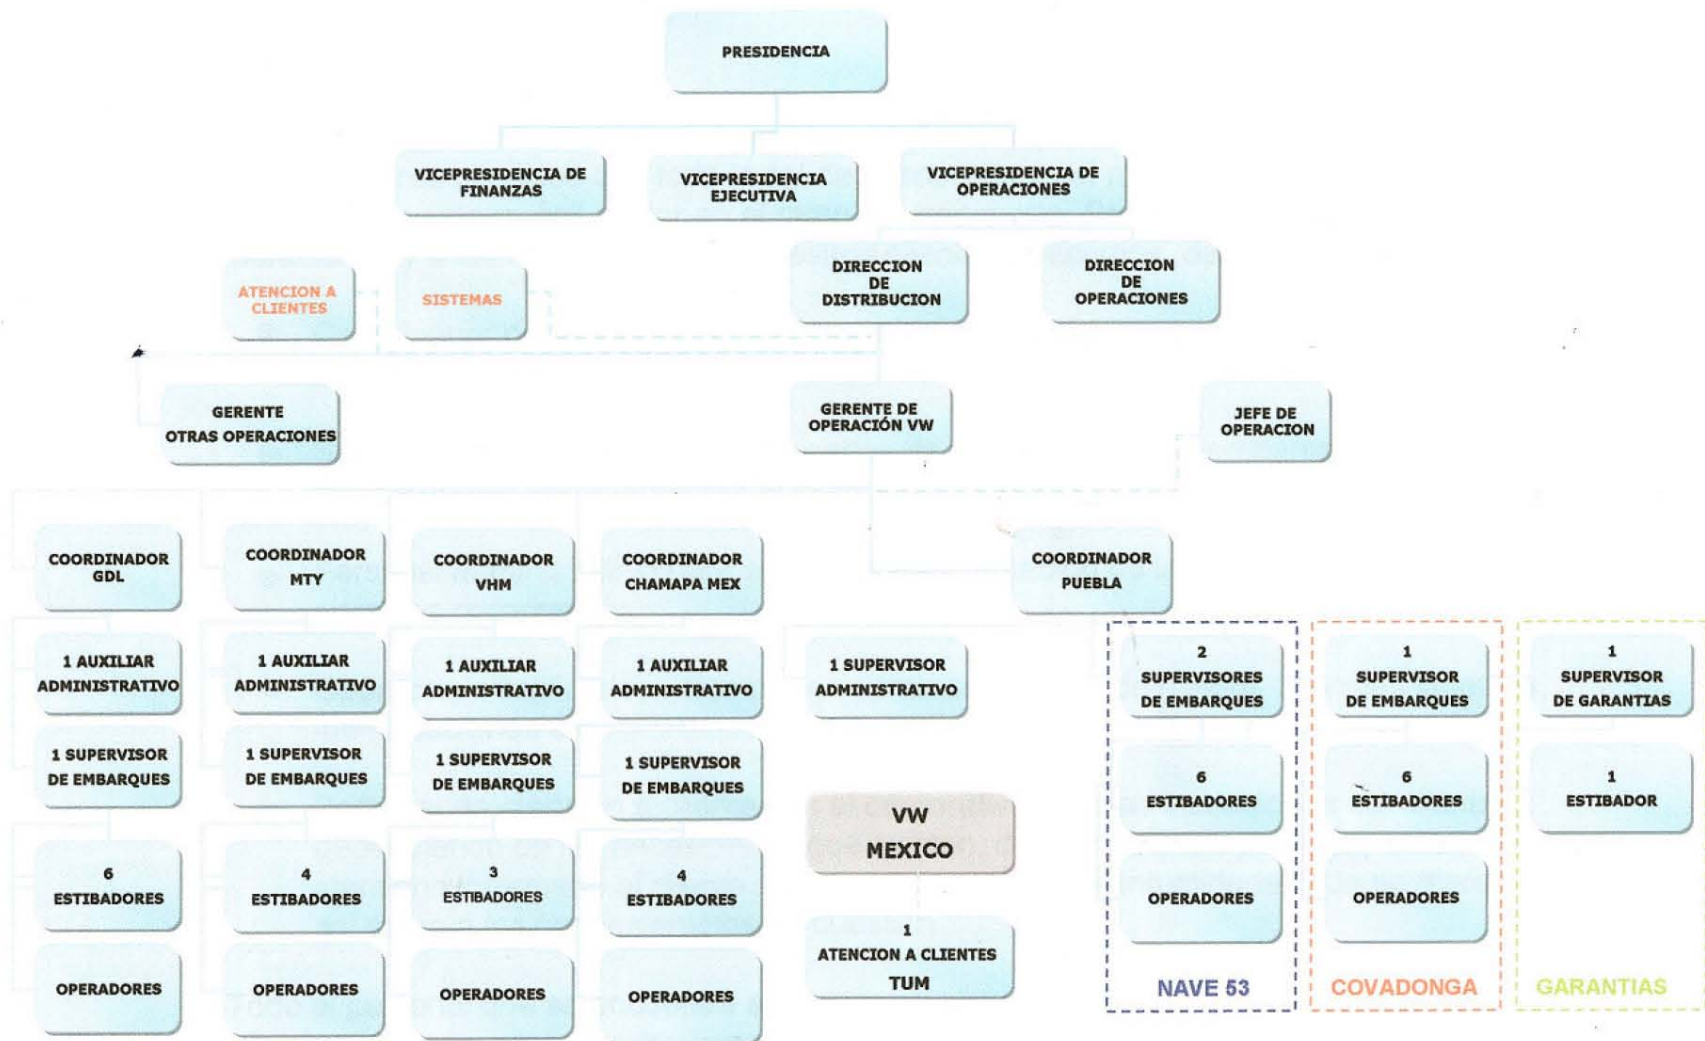 PRESIDENCIA
VICEPRESIDENCIA DE
FINANZAS
VICEPRESIDENCIA
EJECUTIVA
VICEPRESIDENCIA DE
OPERACIONES
ATENCION A
CLIENTES
SISTEMAS
DIRECCION
DE
DISTRIBUCION
DIRECCION
DE
OPERACIONES
GERENTE
OTRAS OPERACIONES
GERENTE DE
OPERACIÓN VW
JEFE DE
OPERACION
COORDINADOR
GDL
COORDINADOR
MTY
COORDINADOR
VHM
COORDINADOR
CHAMAPA MEX
COORDINADOR
PUEBLA
1 AUXILIAR
ADMINISTRATIVO
1 AUXILIAR
ADMINISTRATIVO
1 AUXILIAR
ADMINISTRATIVO
1 AUXILIAR
ADMINISTRATIVO
1 SUPERVISOR
ADMINISTRATIVO
2
SUPERVISORES
DE EMBARQUES
1
SUPERVISOR
DE EMBARQUES
1
SUPERVISOR
DE GARANTIAS
1 SUPERVISOR
DE EMBARQUES
1 SUPERVISOR
DE EMBARQUES
1 SUPERVISOR
DE EMBARQUES
1 SUPERVISOR
DE EMBARQUES
6
ESTIBADORES
6
ESTIBADORES
1
ESTIBADOR
VW
MEXICO
6
ESTIBADORES
4
ESTIBADORES
3
ESTIBADORES
4
ESTIBADORES
OPERADORES
OPERADORES
1
ATENCION A CLIENTES
TUM
OPERADORES
OPERADORES
OPERADORES
OPERADORES
NAVE 53
COVADONGA
GARANTIAS